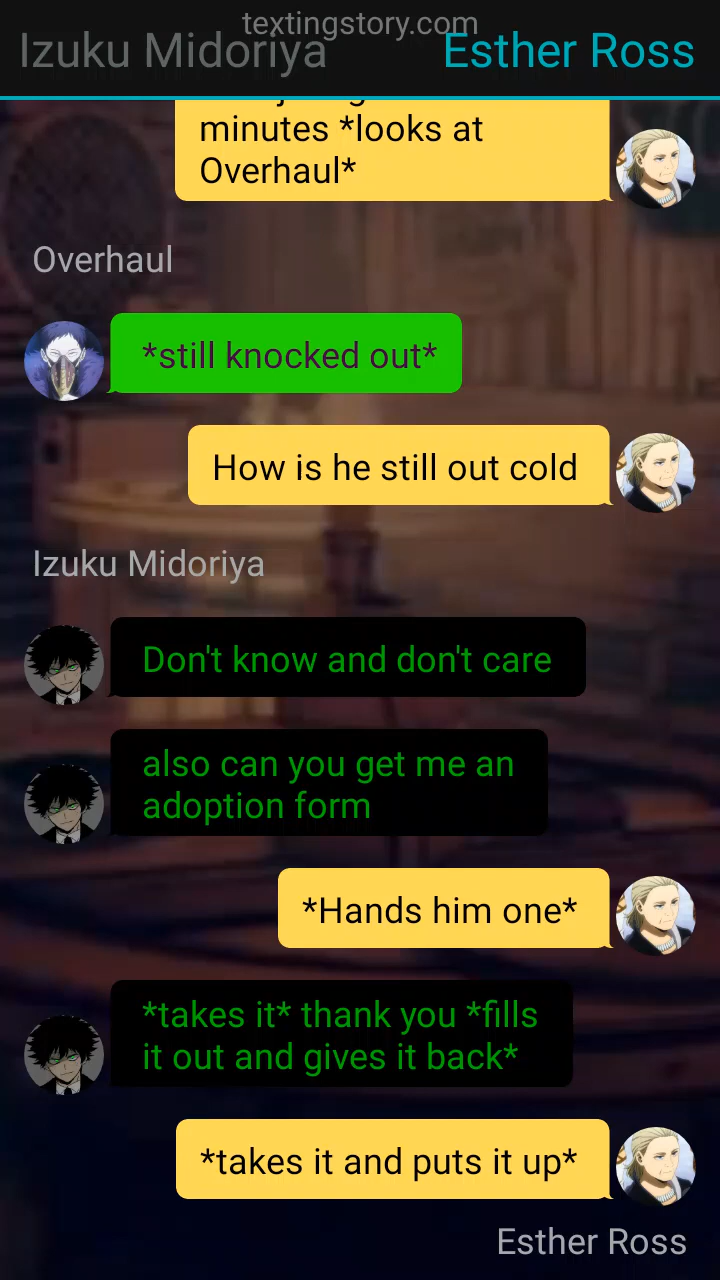 textingstory.com
Izuku Midoriya
Esther Ross
minutes *looks at
Overhaul*
Overhaul
*still knocked out*
How is he still out cold
Izuku Midoriya
Don't know and don't care
also can you get me an
adoption form
*Hands him one*
*takes it* thank you *fills
it out and gives it back*
*takes it and puts it up*
Esther Ross